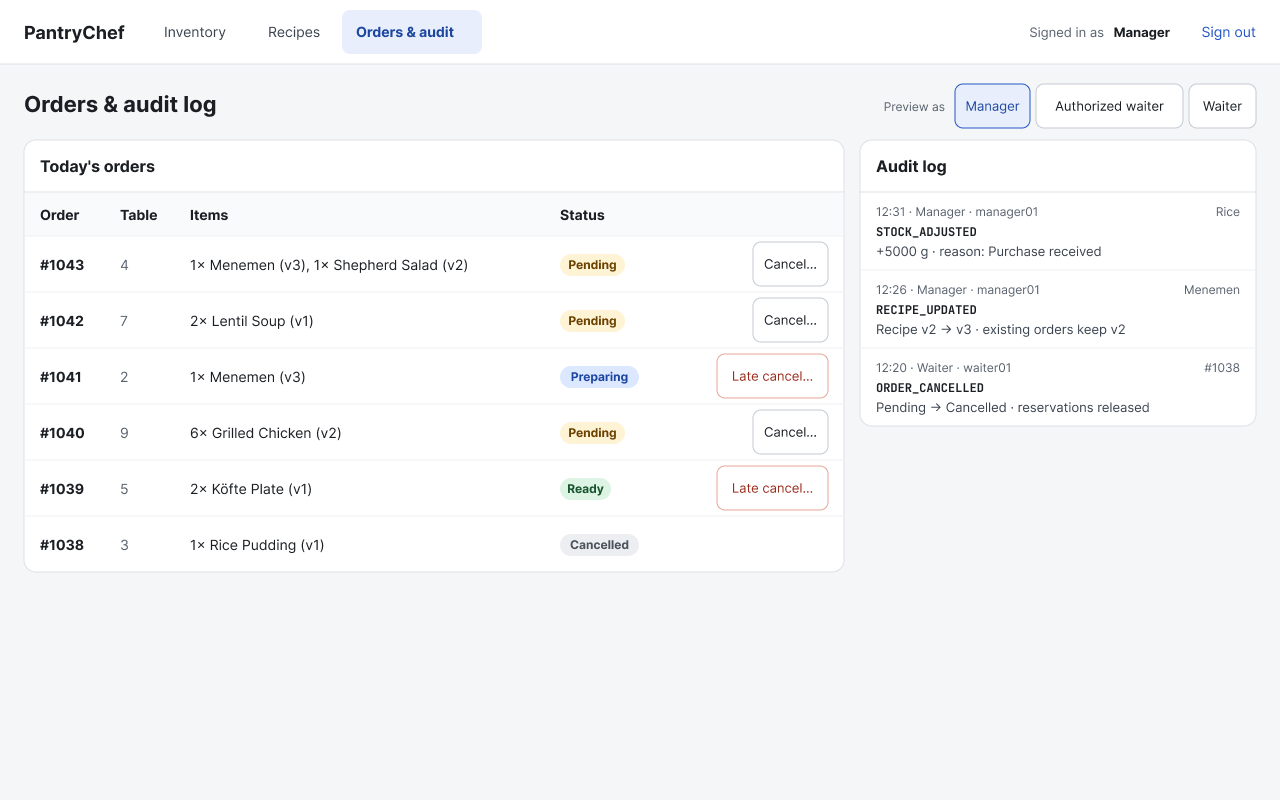 PantryChef Inventory Recipes Orders & audit Signed in as Manager Sign out
Orders & audit log Preview as Manager Authorized waiter Waiter
Today's orders
Order Table Items Status
#1043 4 1× Menemen (v3), 1× Shepherd Salad (v2) Pending Cancel...
#1042 7 2× Lentil Soup (v1) Pending Cancel...
#1041 2 1× Menemen (v3) Preparing Late cancel...
#1040 9 6× Grilled Chicken (v2) Pending Cancel...
#1039 5 2× Köfte Plate (v1) Ready Late cancel...
#1038 3 1× Rice Pudding (v1) Cancelled
Audit log
12:31 · Manager · manager01 Rice
STOCK_ADJUSTED
+5000 g · reason: Purchase received
12:26 · Manager · manager01 Menemen
RECIPE_UPDATED
Recipe v2 → v3 · existing orders keep v2
12:20 · Waiter · waiter01 #1038
ORDER_CANCELLED
Pending → Cancelled · reservations released